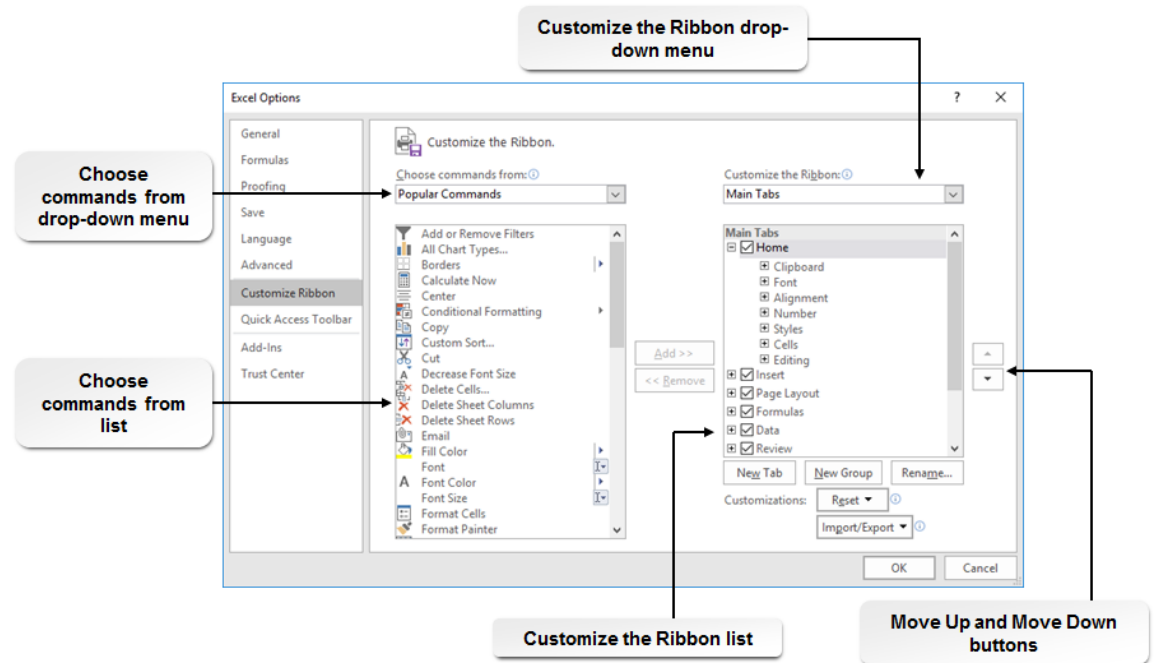 Customize the Ribbon drop-
down menu
Excel Options
?
General
Formulas
Proofing
Save
Language
Advanced
Customize Ribbon
Quick Access Toolbar
Add-Ins
Trust Center
Choose
commands from
drop-down menu
Choose
commands from
list
Customize the Ribbon.
Choose commands from:
Popular Commands
Add or Remove Filters
All Chart Types...
Borders
Calculate Now
Center
Conditional Formatting
Copy
Custom Sort...
Cut
Decrease Font Size
Delete Cells...
Delete Sheet Columns
Delete Sheet Rows
Email
Fill Color
Font
Font Color
Font Size
Format Cells
Format Painter
Add >>
<< Remove
Customize the Ribbon:
Main Tabs
Main Tabs
Home
Clipboard
Font
Alignment
Number
Styles
Cells
Editing
Insert
Page Layout
Formulas
Data
Review
New Tab
New Group
Rename...
Customizations:
Reset
Import/Export
OK
Cancel
Customize the Ribbon list
Move Up and Move Down
buttons